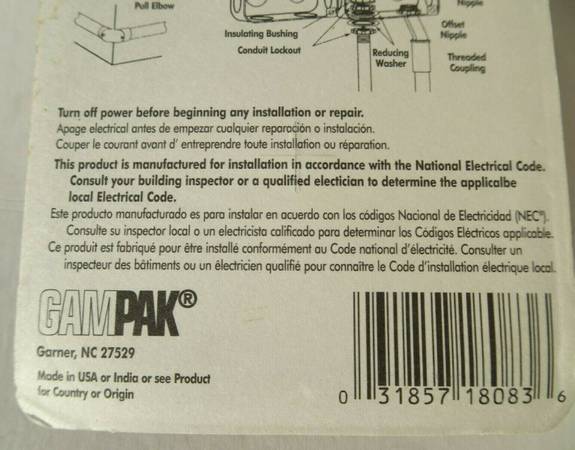 Pull Elbow
Nipple
Offset
Nipple
Insulating Bushing
Conduit Lockout
Reducing
Washer
Threaded
Coupling
Turn off power before beginning any installation or repair.
Apage electrical antes de empezar cualquier reparación o instalación.
Couper le courant avant d' entreprendre toute installation ou réparation.
This product is manufactured for installation in accordance with the National Electrical Code.
Consult your building inspector or a qualified electician to determine the applicalbe
local Electrical Code.
Este producto manufacturado es para instalar en acuerdo con los códigos Nacional de Electricidad (NEC®).
Consulte su inspector local o un electricista calificado para determinar los Códigos Eléctricos applicable.
Ce produit est fabriqué pour être installé conformément au Code national d'électricité. Consulter un
inspecteur des bâtiments ou un électricien qualifié pour connaître le Code d'installation électrique local.
GAMPAK®
Garner, NC 27529
Made in USA or India or see Product
for Country or Origin
0 31857 18083 6